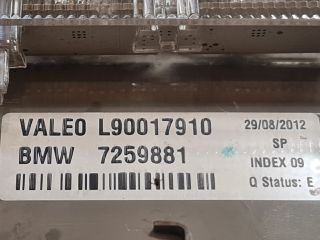 VALEO L90017910
29/08/2012
SP
BMW 7259881
INDEX 09
Q Status: E